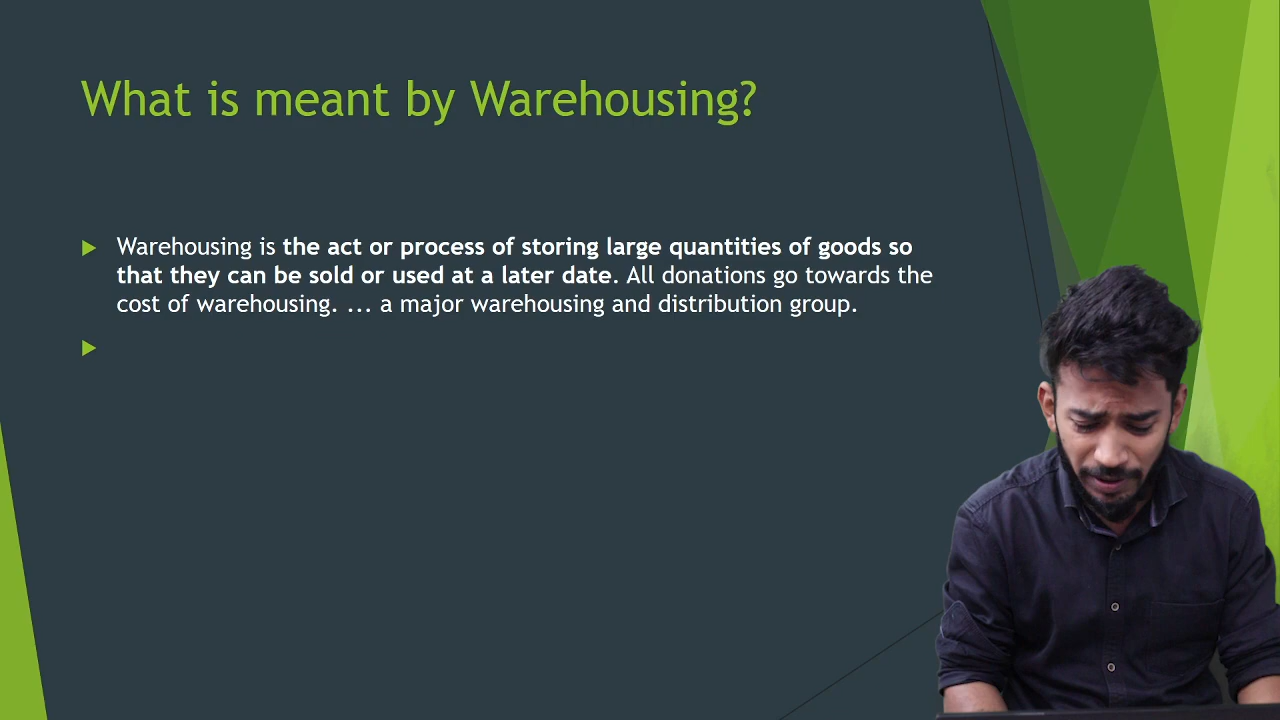 What is meant by Warehousing?
Warehousing is the act or process of storing large quantities of goods so
that they can be sold or used at a later date. All donations go towards the
cost of warehousing. ... a major warehousing and distribution group.